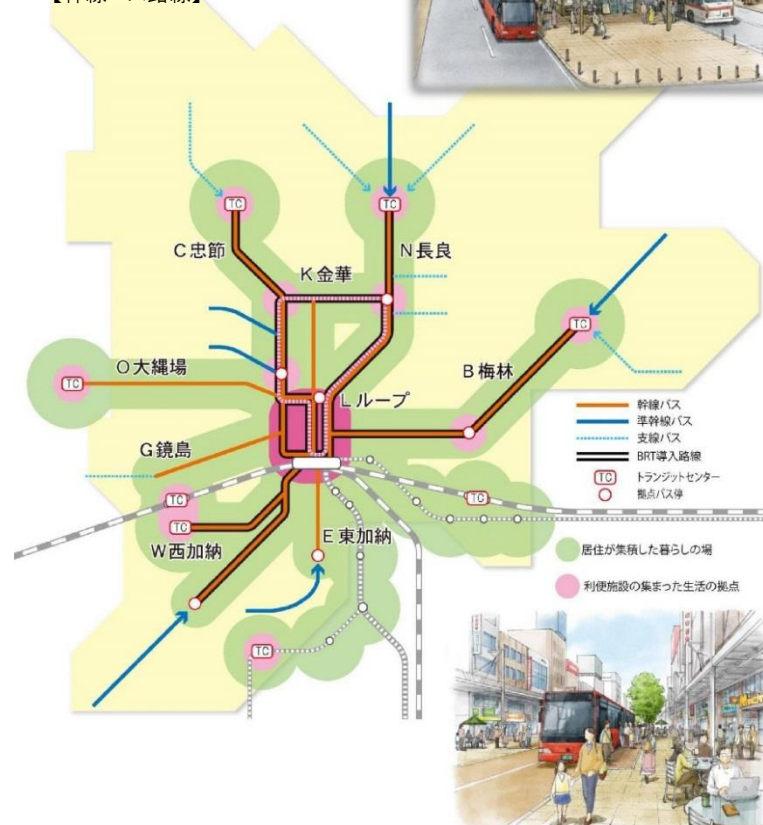 【幹線バス路線】
TC
TC
C忠節
N長良
K金華
TC
O大縄場
B梅林
TC
Lループ
幹線バス
準幹線バス
支線バス
BRT導入路線
G鏡島
TC
トランジットセンター
拠点バス停
TC
TC
TC
W西加納
E東加納
居住が集積した暮らしの場
利便施設の集まった生活の拠点
TC